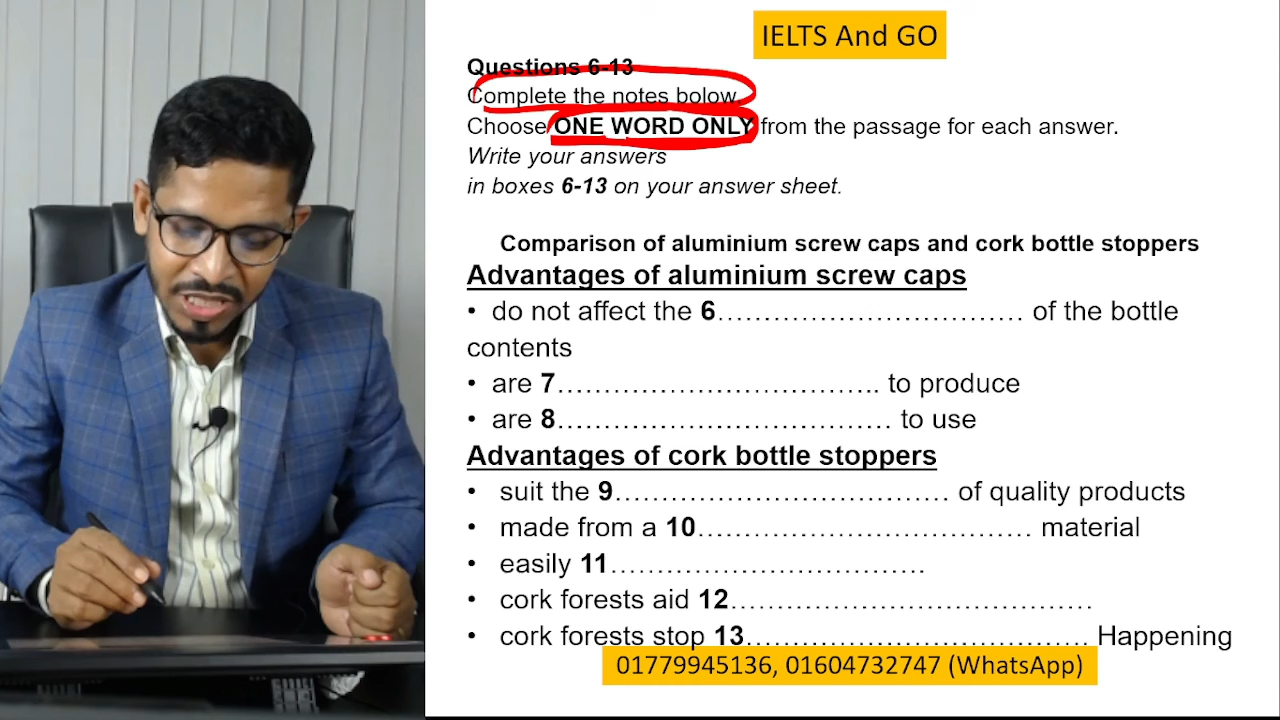 IELTS And GO
Questions 6-13
Complete the notes bolow.
Choose ONE WORD ONLY from the passage for each answer.
Write your answers
in boxes 6-13 on your answer sheet.
Comparison of aluminium screw caps and cork bottle stoppers
Advantages of aluminium screw caps
• do not affect the 6…………………………… of the bottle
contents
• are 7…………………………….. to produce
• are 8……………………………… to use
Advantages of cork bottle stoppers
• suit the 9……………………………… of quality products
• made from a 10……………………………… material
• easily 11…………………………….
• cork forests aid 12…………………………………
• cork forests stop 13……………………………… Happening
01779945136, 01604732747 (WhatsApp)